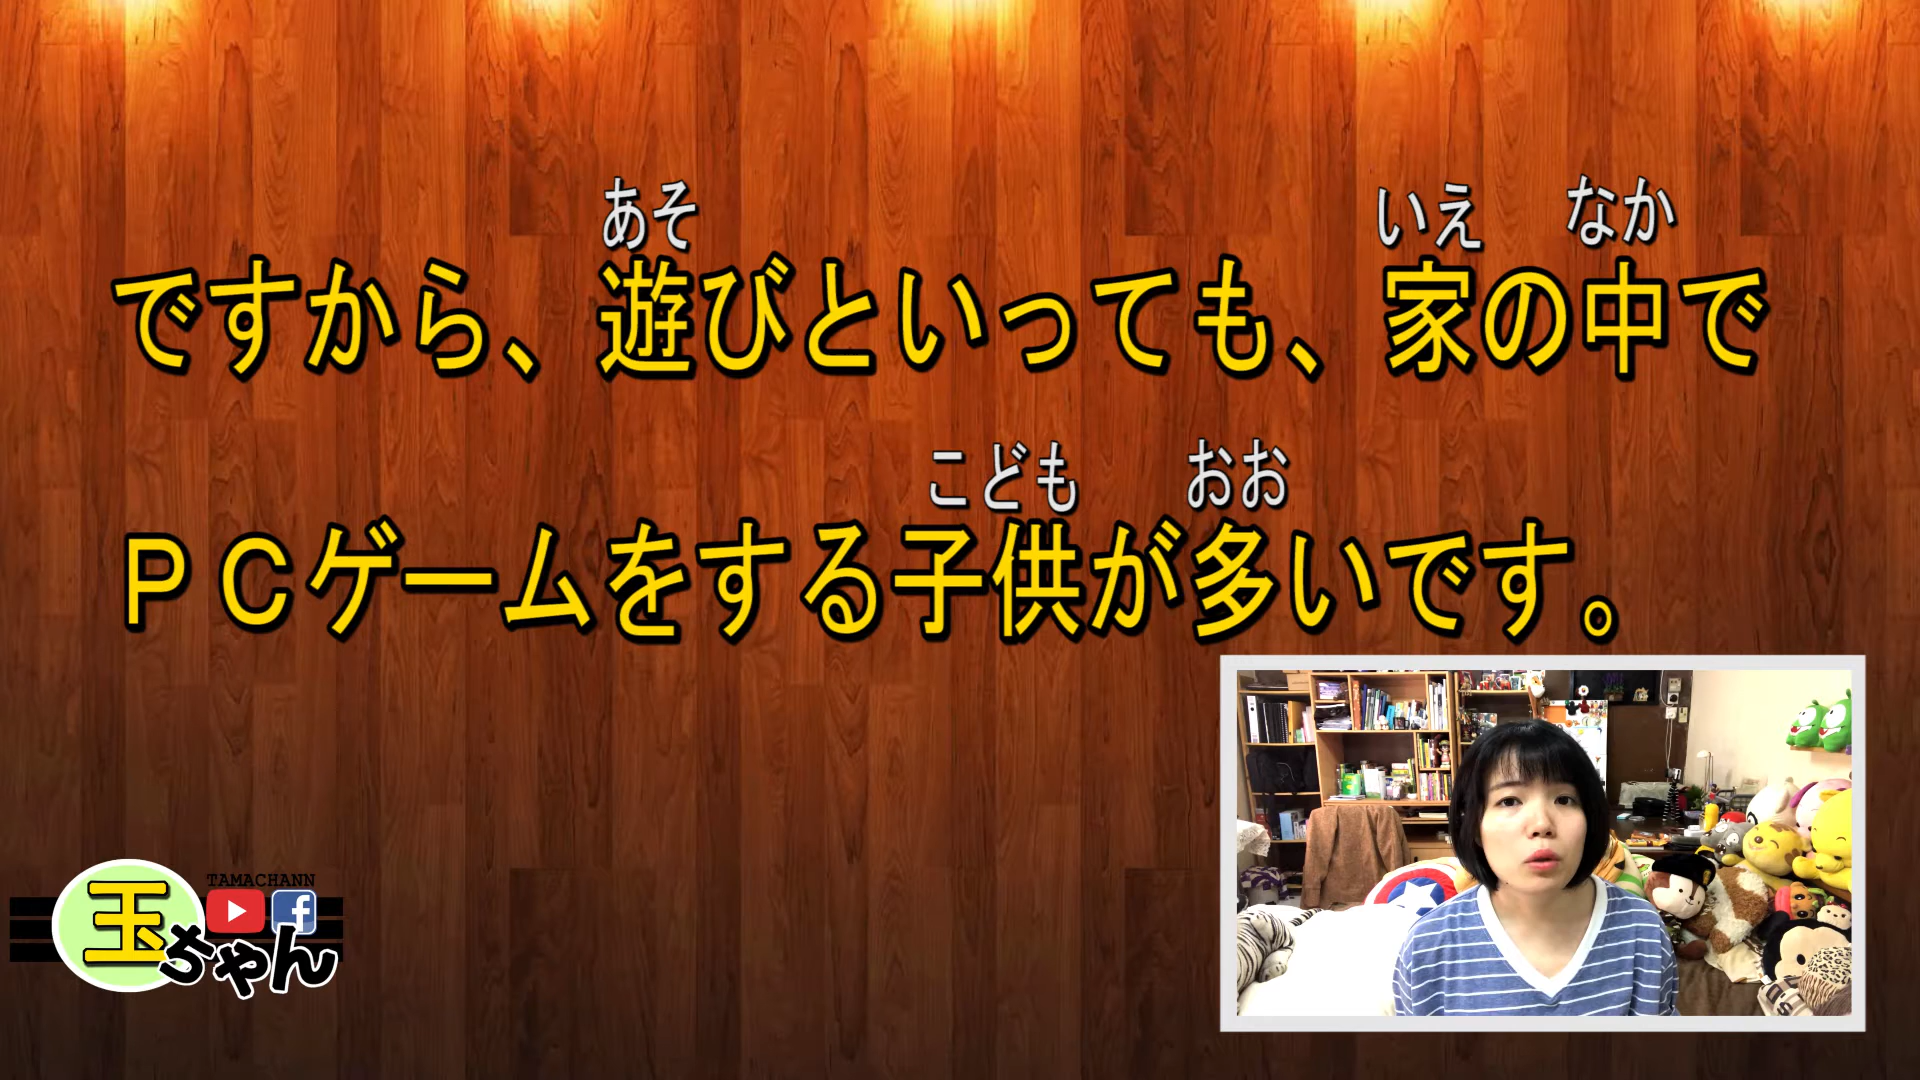 あそ いえ なか
ですから、遊びといっても、家の中で
こども おお
ＰＣゲームをする子供が多いです。
TAMACHANN
玉ちゃん